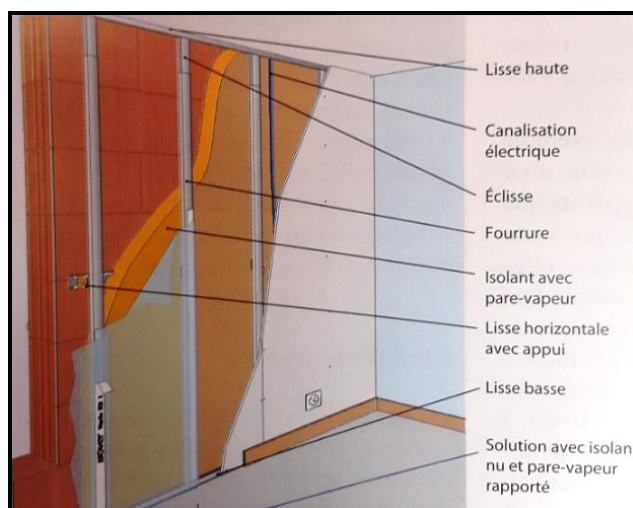 Lisse haute
Canalisation
électrique
Éclisse
Fourrure
Isolant avec
pare-vapeur
Lisse horizontale
avec appui
Lisse basse
Solution avec isolan
nu et pare-vapeur
rapporté